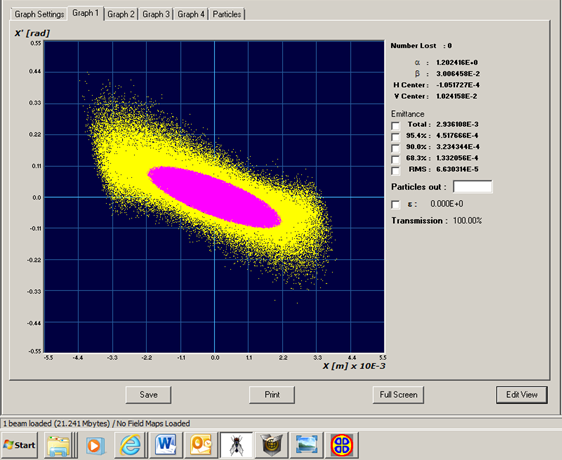 Graph Settings Graph 1 Graph 2 Graph 3 Graph 4 Particles
X' [rad]
0.55
0.44
0.33
0.22
0.11
0.0
-0.11
-0.22
-0.33
-0.44
-0.55
-5.5 -4.4 -3.3 -2.2 -1.1 0.0 1.1 2.2 3.3 4.4 5.5
X [m] x 10E-3
Number Lost : 0
α : 1.202416E+0
β : 3.006458E-2
H Center : -1.051727E-4
V Center : 1.024158E-2
Emittance
Total : 2.936108E-3
95.4% : 4.517666E-4
90.0% : 3.234344E-4
68.3% : 1.332056E-4
RMS : 6.630314E-5
Particles out :
ε : 0.000E+0
Transmission : 100.00%
Save Print Full Screen Edit View
1 beam loaded (21.241 Mbytes) / No Field Maps Loaded
Start